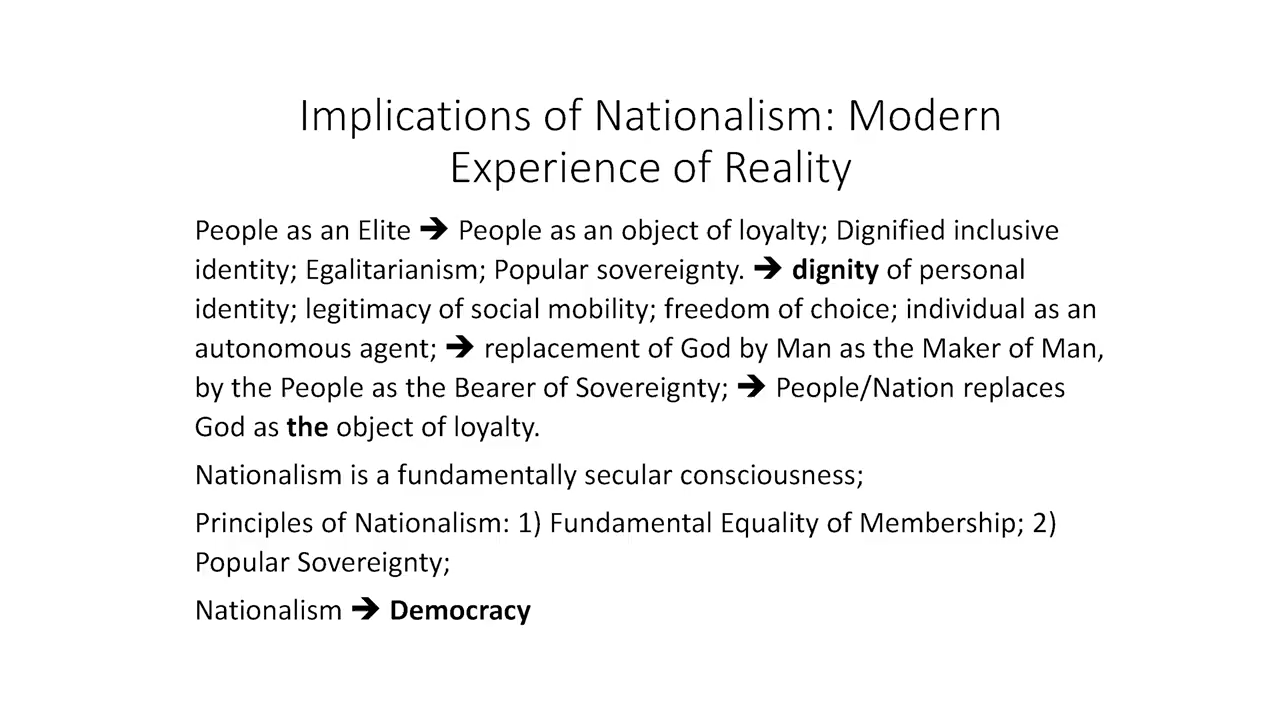 Implications of Nationalism: Modern
Experience of Reality
People as an Elite 🡺 People as an object of loyalty; Dignified inclusive
identity; Egalitarianism; Popular sovereignty. 🡺 dignity of personal
identity; legitimacy of social mobility; freedom of choice; individual as an
autonomous agent; 🡺 replacement of God by Man as the Maker of Man,
by the People as the Bearer of Sovereignty; 🡺 People/Nation replaces
God as the object of loyalty.
Nationalism is a fundamentally secular consciousness;
Principles of Nationalism: 1) Fundamental Equality of Membership; 2)
Popular Sovereignty;
Nationalism 🡺 Democracy